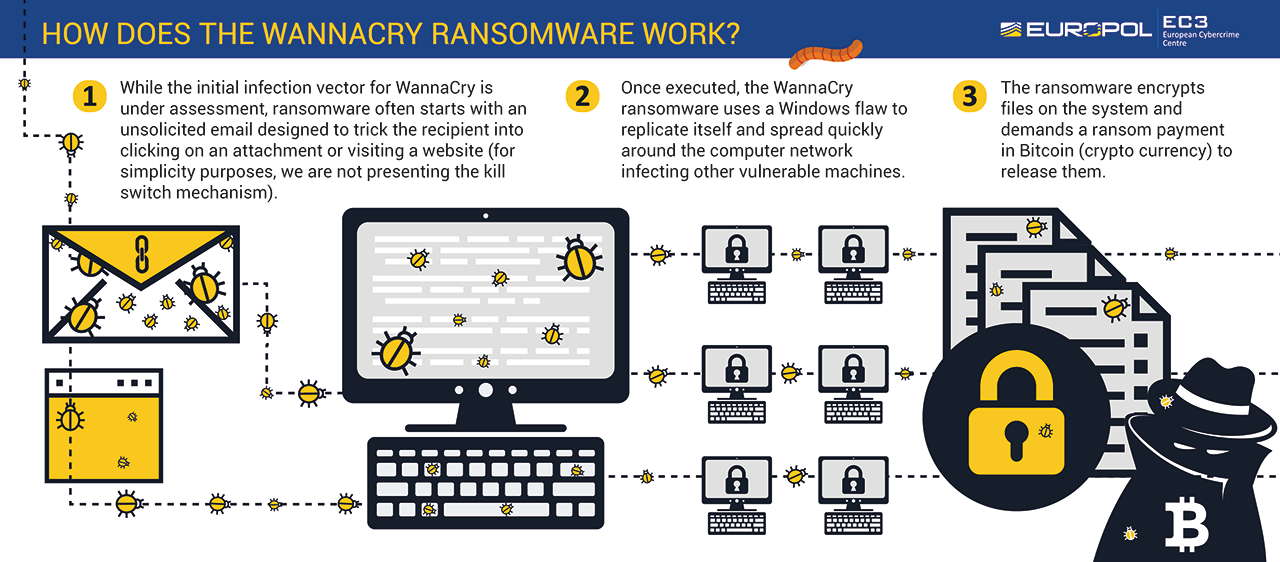 HOW DOES THE WANNACRY RANSOMWARE WORK?
EUROPOL
EC3
European Cybercrime
Centre
1
While the initial infection vector for WannaCry is
under assessment, ransomware often starts with an
unsolicited email designed to trick the recipient into
clicking on an attachment or visiting a website (for
simplicity purposes, we are not presenting the kill
switch mechanism).
2
Once executed, the WannaCry
ransomware uses a Windows flaw to
replicate itself and spread quickly
around the computer network
infecting other vulnerable machines.
3
The ransomware encrypts
files on the system and
demands a ransom payment
in Bitcoin (crypto currency) to
release them.